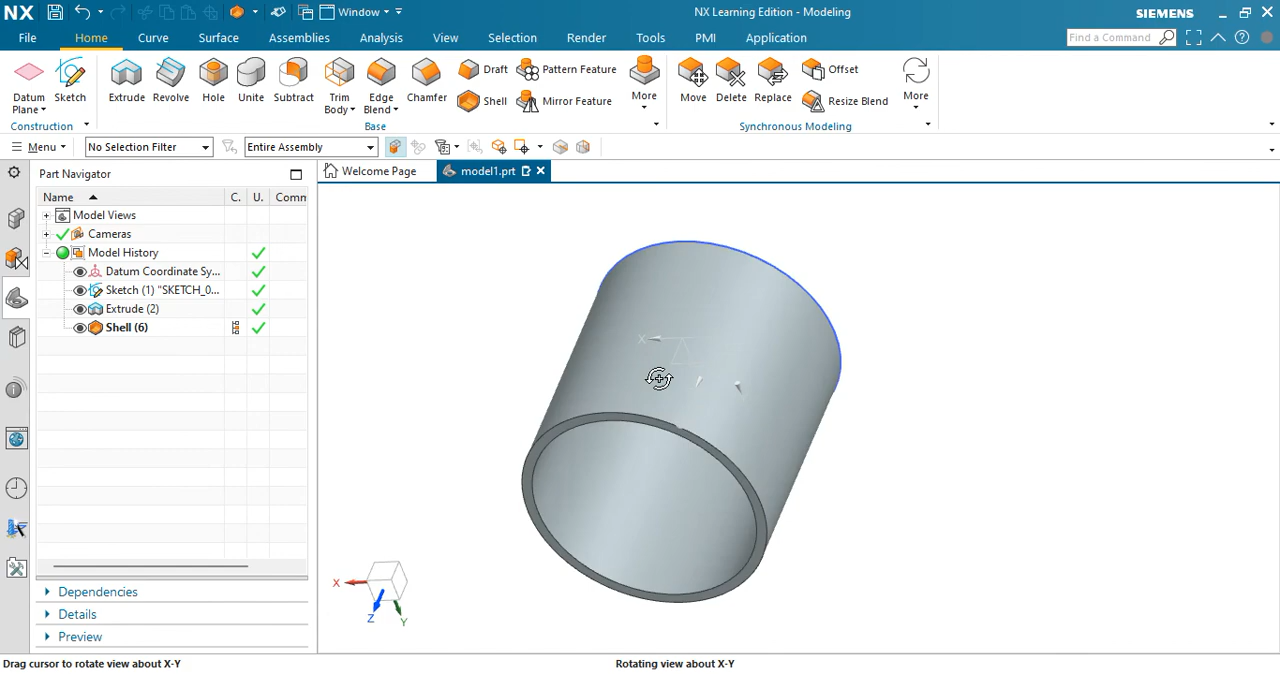 NX Window NX Learning Edition - Modeling SIEMENS
File Home Curve Surface Assemblies Analysis View Selection Render Tools PMI Application Find a Command
Datum Plane Sketch Extrude Revolve Hole Unite Subtract Trim Body Edge Blend Chamfer Draft Shell Pattern Feature Mirror Feature More Move Delete Replace Offset Resize Blend More
Construction Base Synchronous Modeling
Menu No Selection Filter Entire Assembly
Part Navigator Welcome Page model1.prt
Name C. U. Comm
Model Views
Cameras
Model History
Datum Coordinate Sy...
Sketch (1) "SKETCH_0...
Extrude (2)
Shell (6)
X
X
Z
Y
Dependencies
Details
Preview
Drag cursor to rotate view about X-Y Rotating view about X-Y